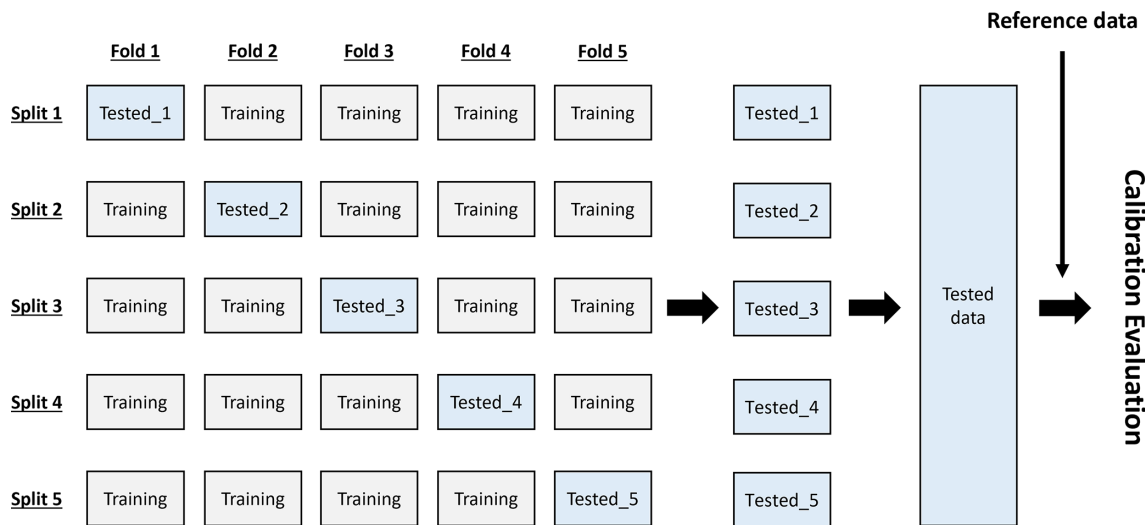 Reference data
Fold 1 Fold 2 Fold 3 Fold 4 Fold 5
Split 1 Tested_1 Training Training Training Training Tested_1
Split 2 Training Tested_2 Training Training Training Tested_2
Split 3 Training Training Tested_3 Training Training Tested_3
Tested
data
Split 4 Training Training Training Tested_4 Training Tested_4
Split 5 Training Training Training Training Tested_5 Tested_5
Calibration Evaluation